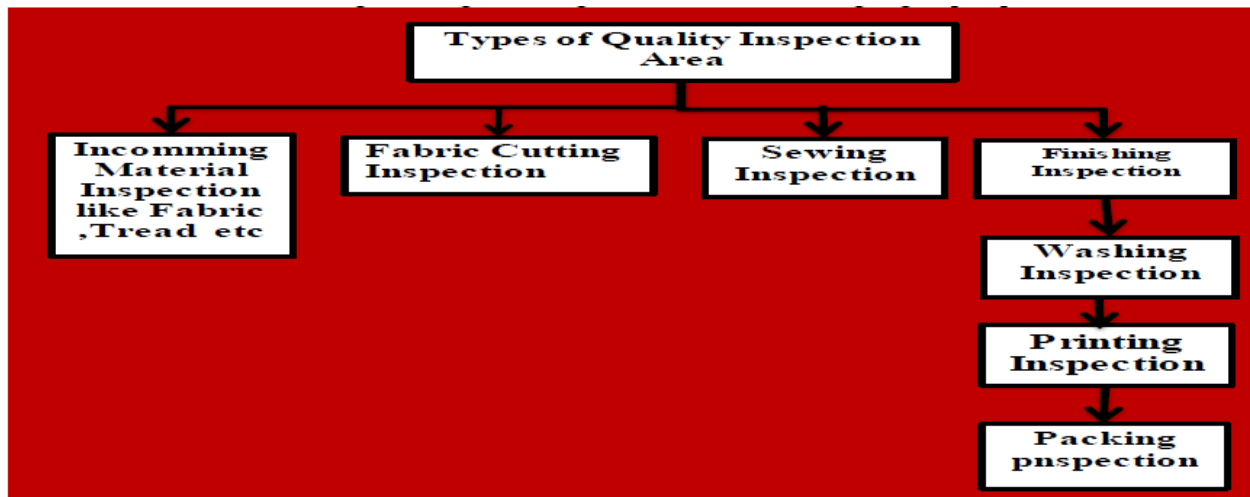 Types of Quality Inspection
Area
Incomming
Material
Inspection
like Fabric
,Tread etc
Fabric Cutting
Inspection
Sewing
Inspection
Finishing
Inspection
Washing
Inspection
Printing
Inspection
Packing
pnspection